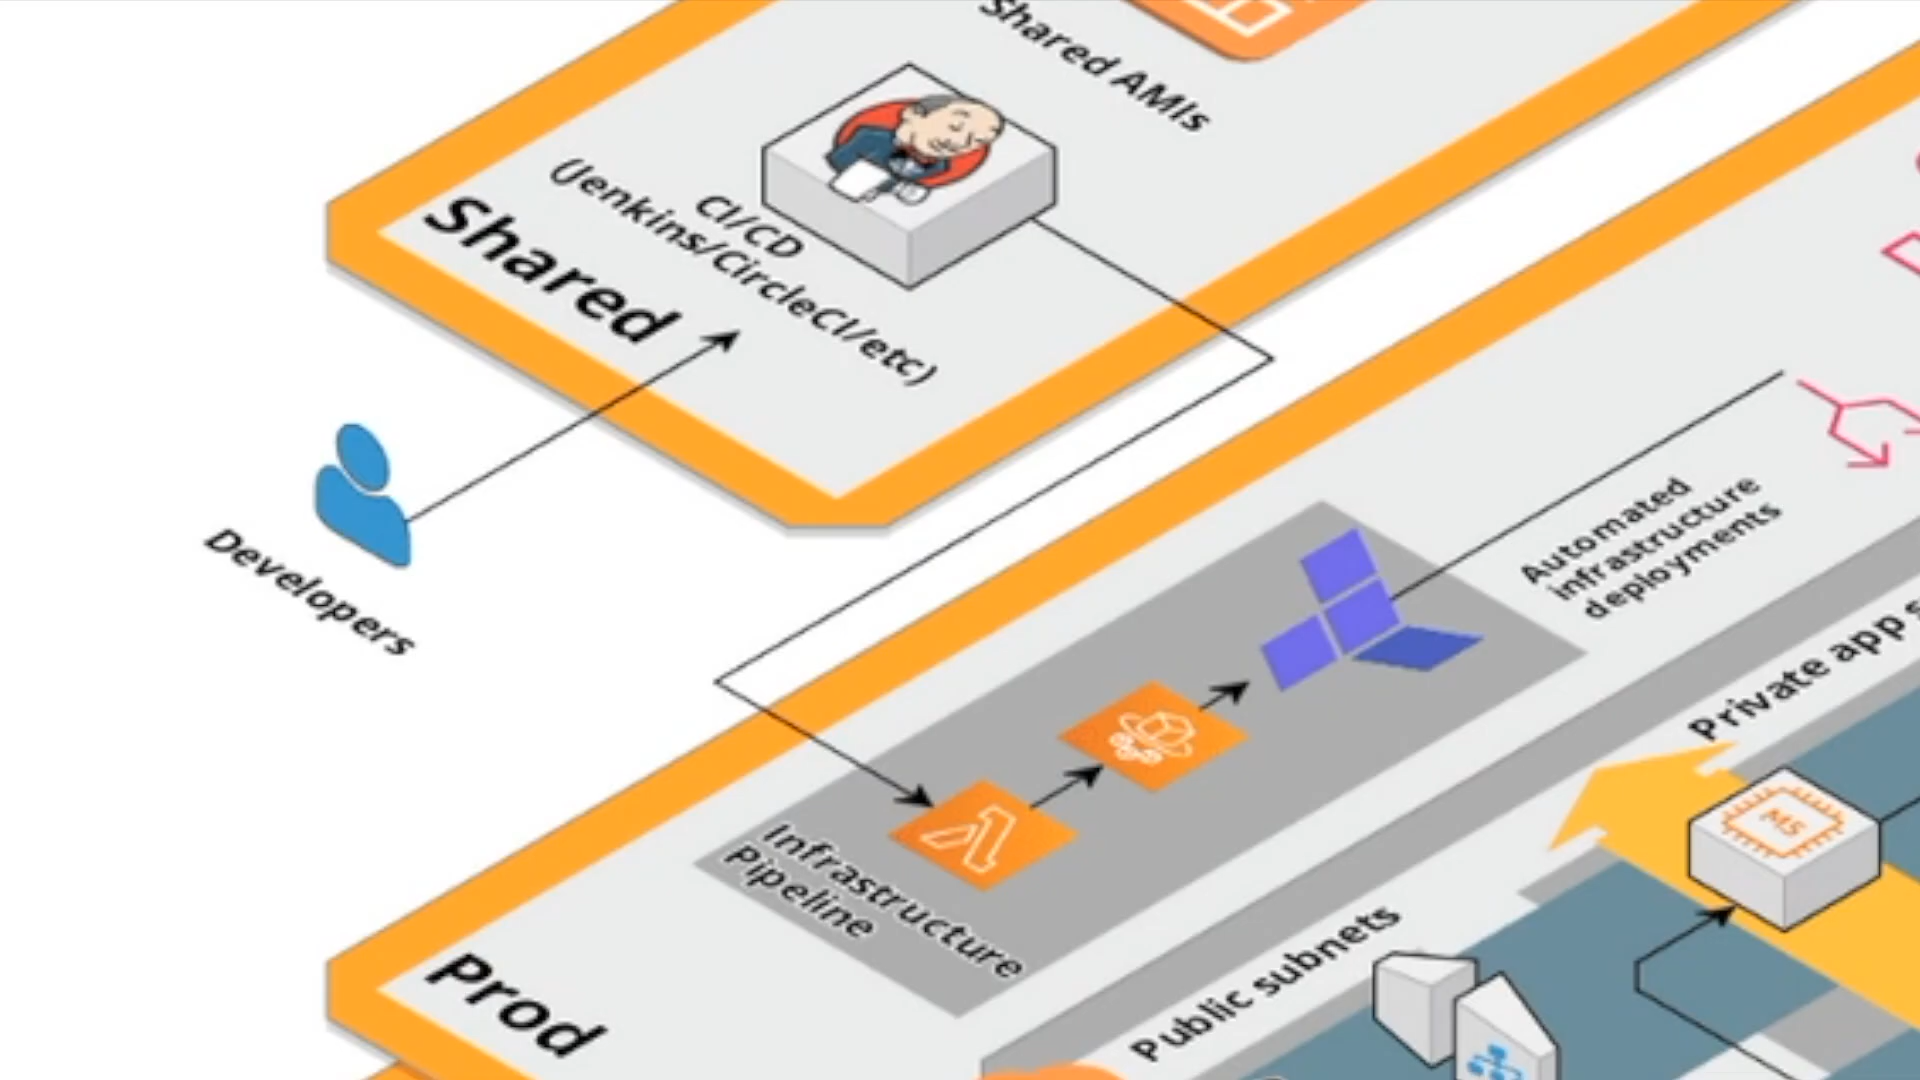 Shared AMIs
CI/CD
(Jenkins/CircleCI/etc)
Shared
Developers
Automated
infrastructure
deployments
Private app
MS
Infrastructure
Pipeline
Public subnets
Prod